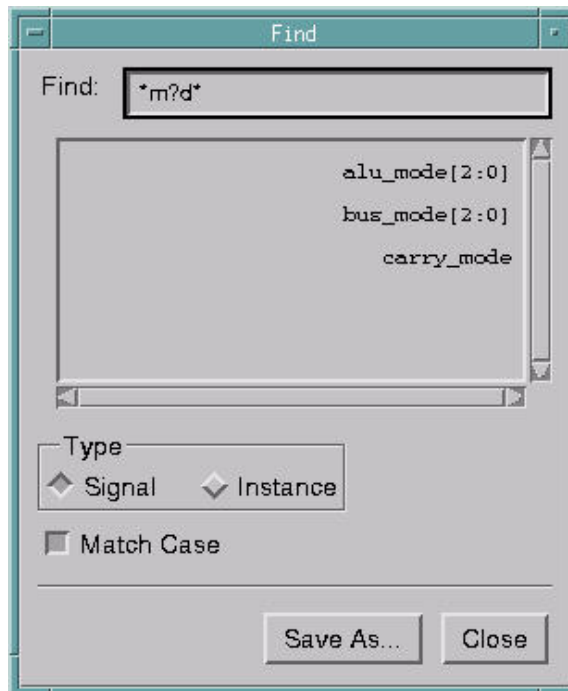 Find
Find: *m?d*
alu_mode[2:0]
bus_mode[2:0]
carry_mode
Type
Signal Instance
Match Case
Save As... Close